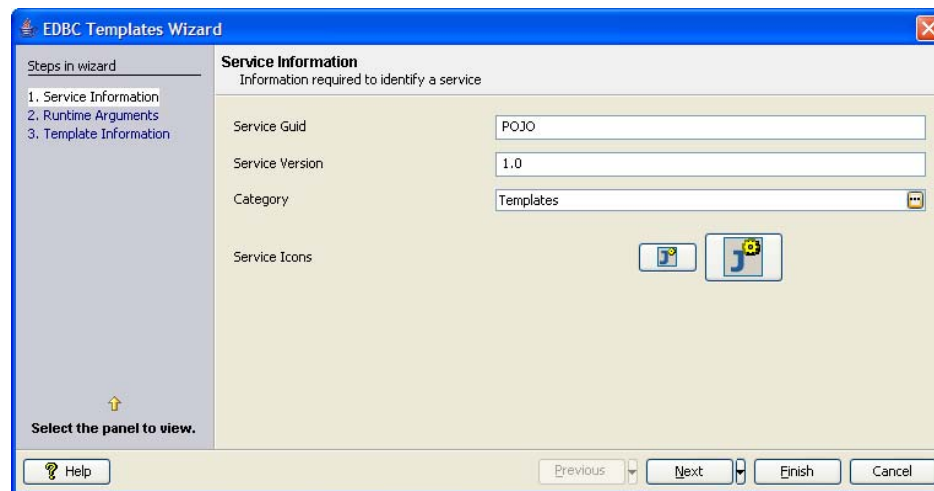 EDBC Templates Wizard
Steps in wizard
1. Service Information
2. Runtime Arguments
3. Template Information
Select the panel to view.
Service Information
Information required to identify a service
Service Guid
POJO
Service Version
1.0
Category
Templates
Service Icons
J
J
Help
Previous
Next
Finish
Cancel